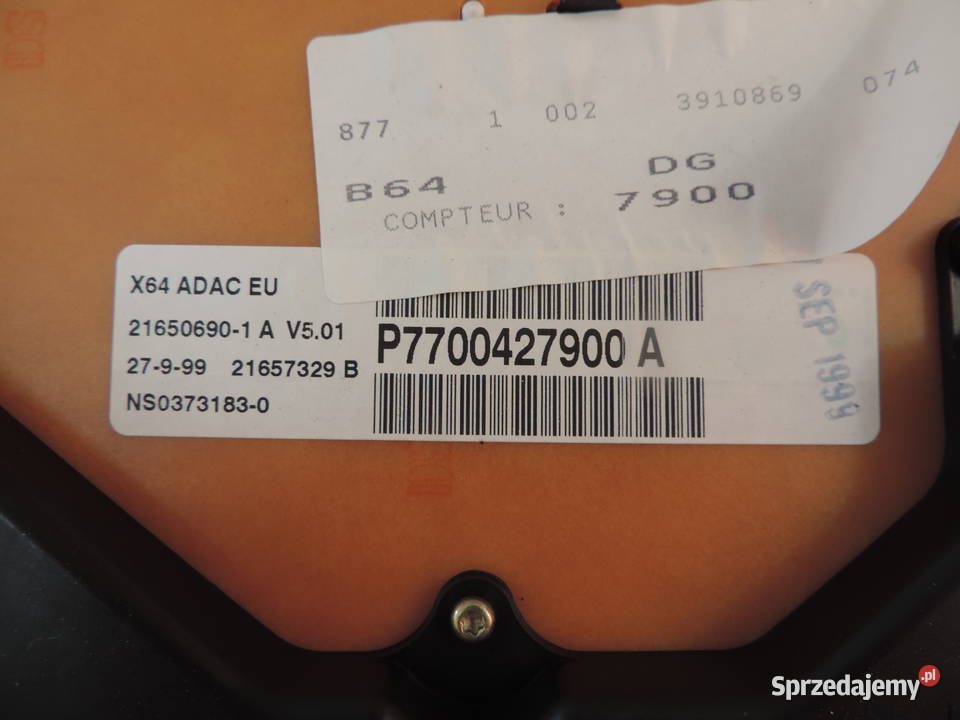 877 1 002 3910869 074
B64 DG
COMPTEUR : 7900
X64 ADAC EU
21650690-1 A V5.01
27-9-99 21657329 B
NS0373183-0
P7700427900 A
SEP 1999
Sprzedajemy.pl